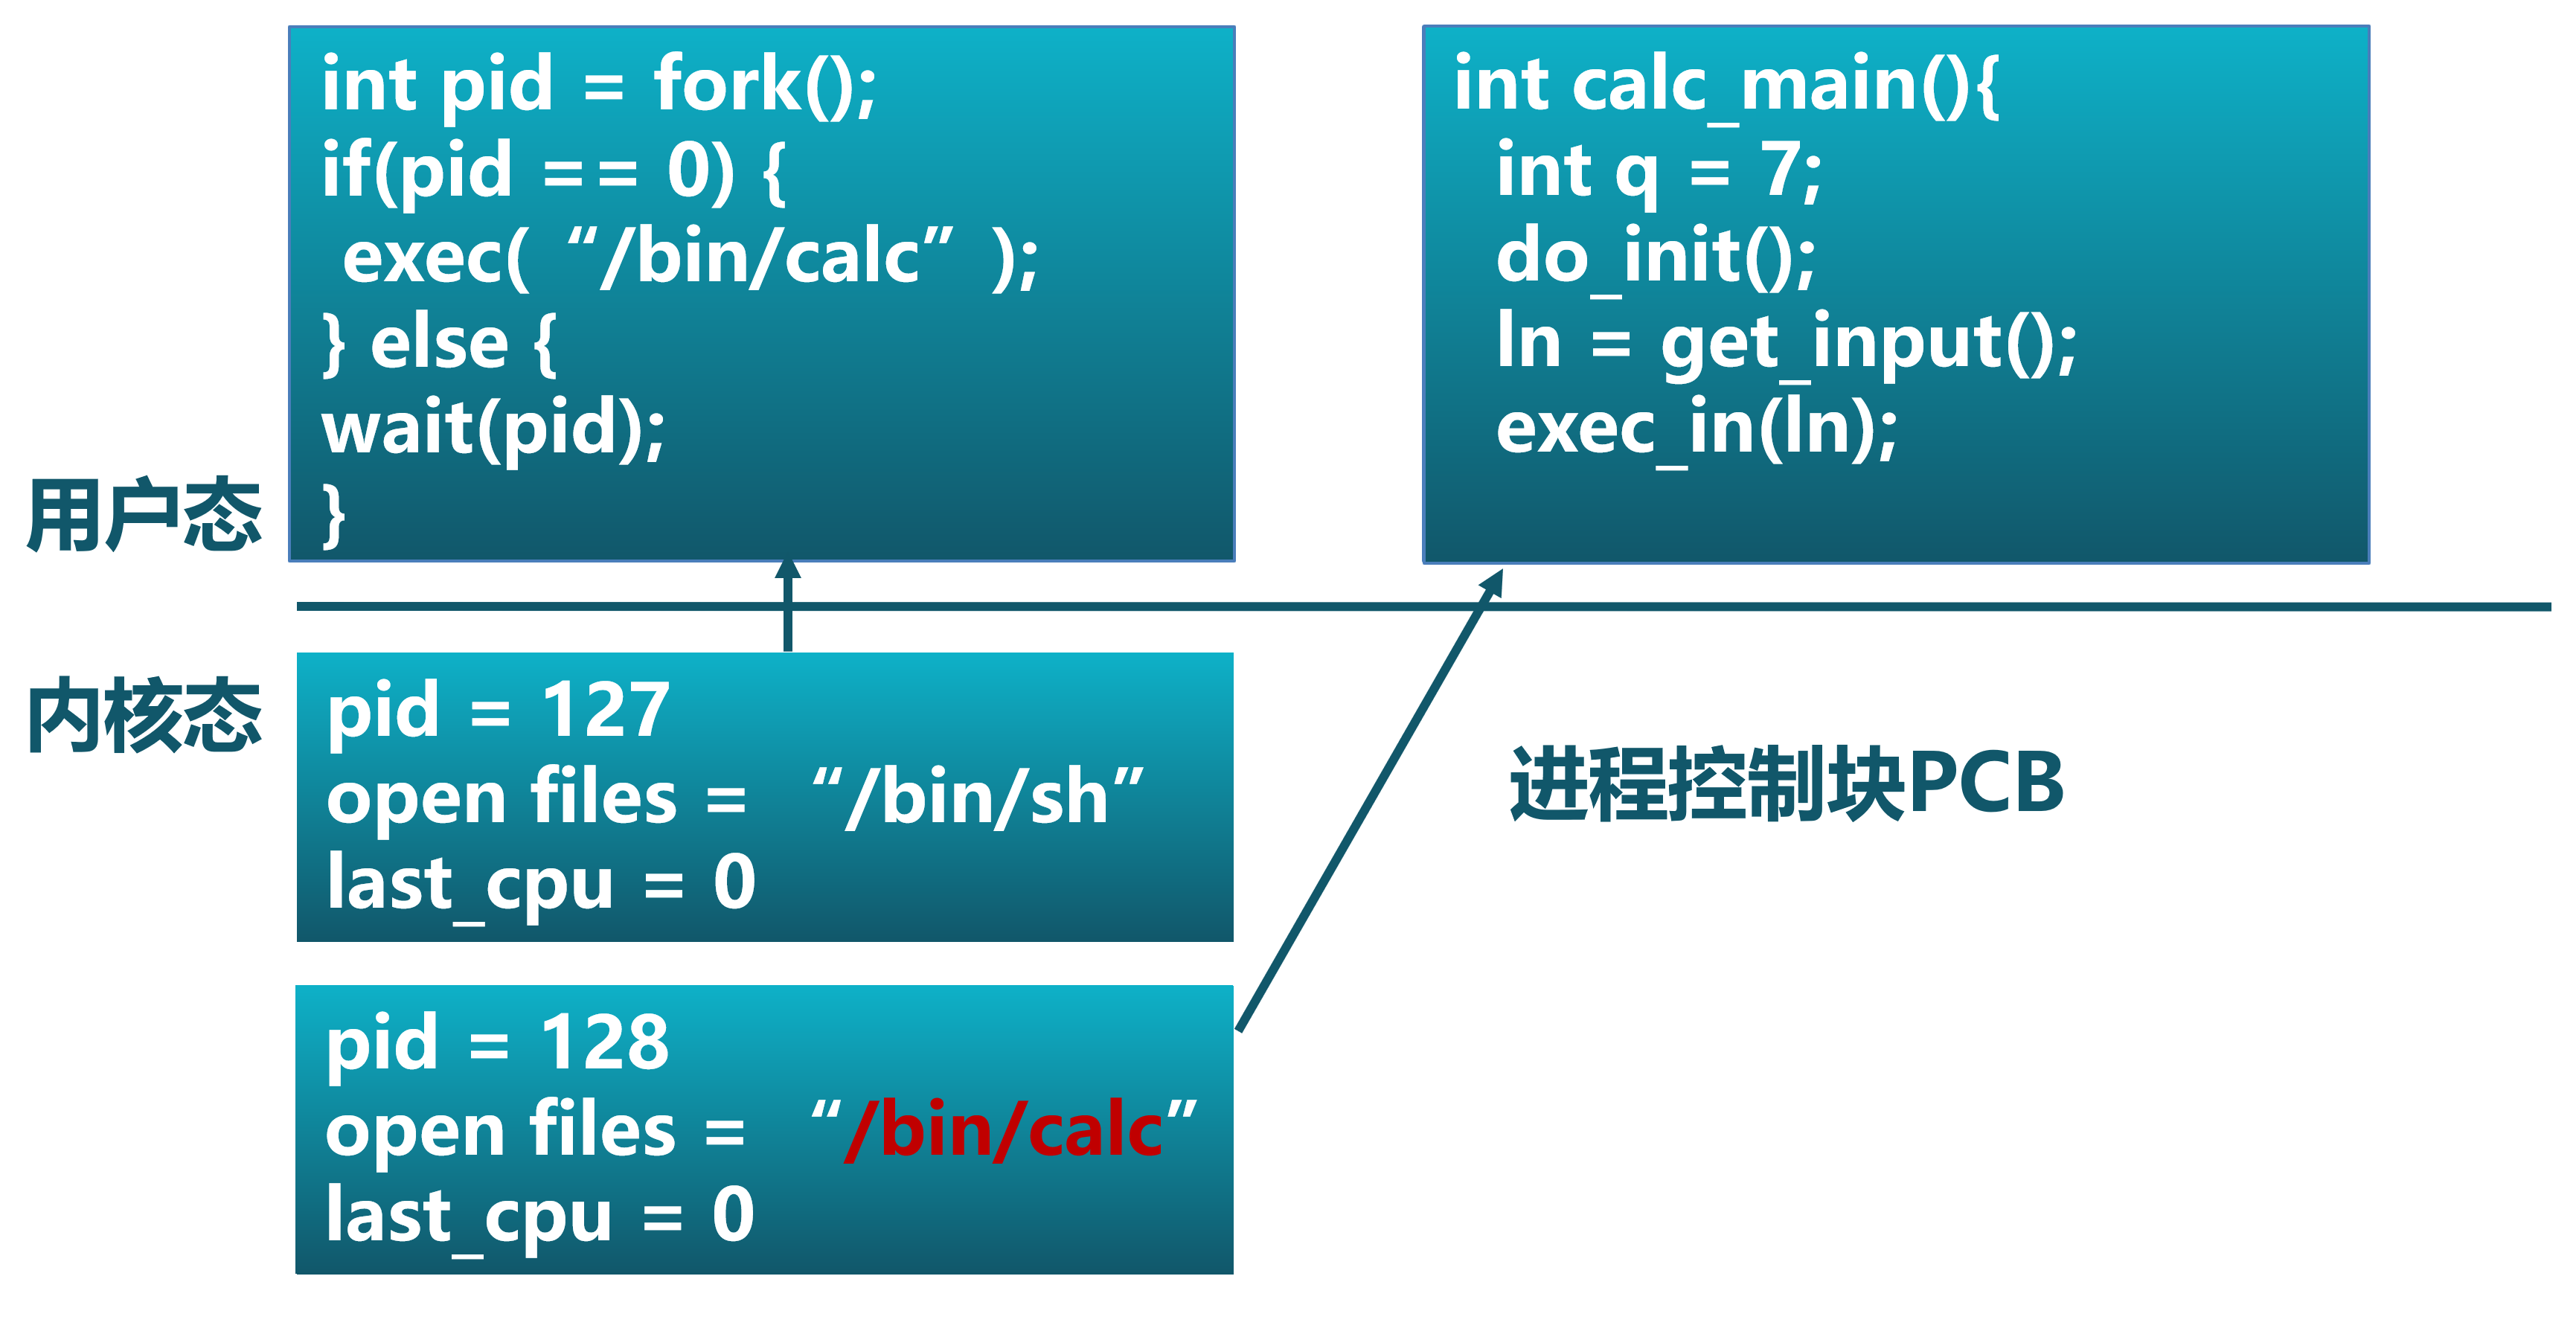 int pid = fork();
if(pid == 0) {
exec( “/bin/calc” );
} else {
wait(pid);
}
int calc_main(){
int q = 7;
do_init();
ln = get_input();
exec_in(ln);
用户态
内核态
pid = 127
open files = “/bin/sh”
last_cpu = 0
进程控制块PCB
pid = 128
open files = “/bin/calc”
last_cpu = 0